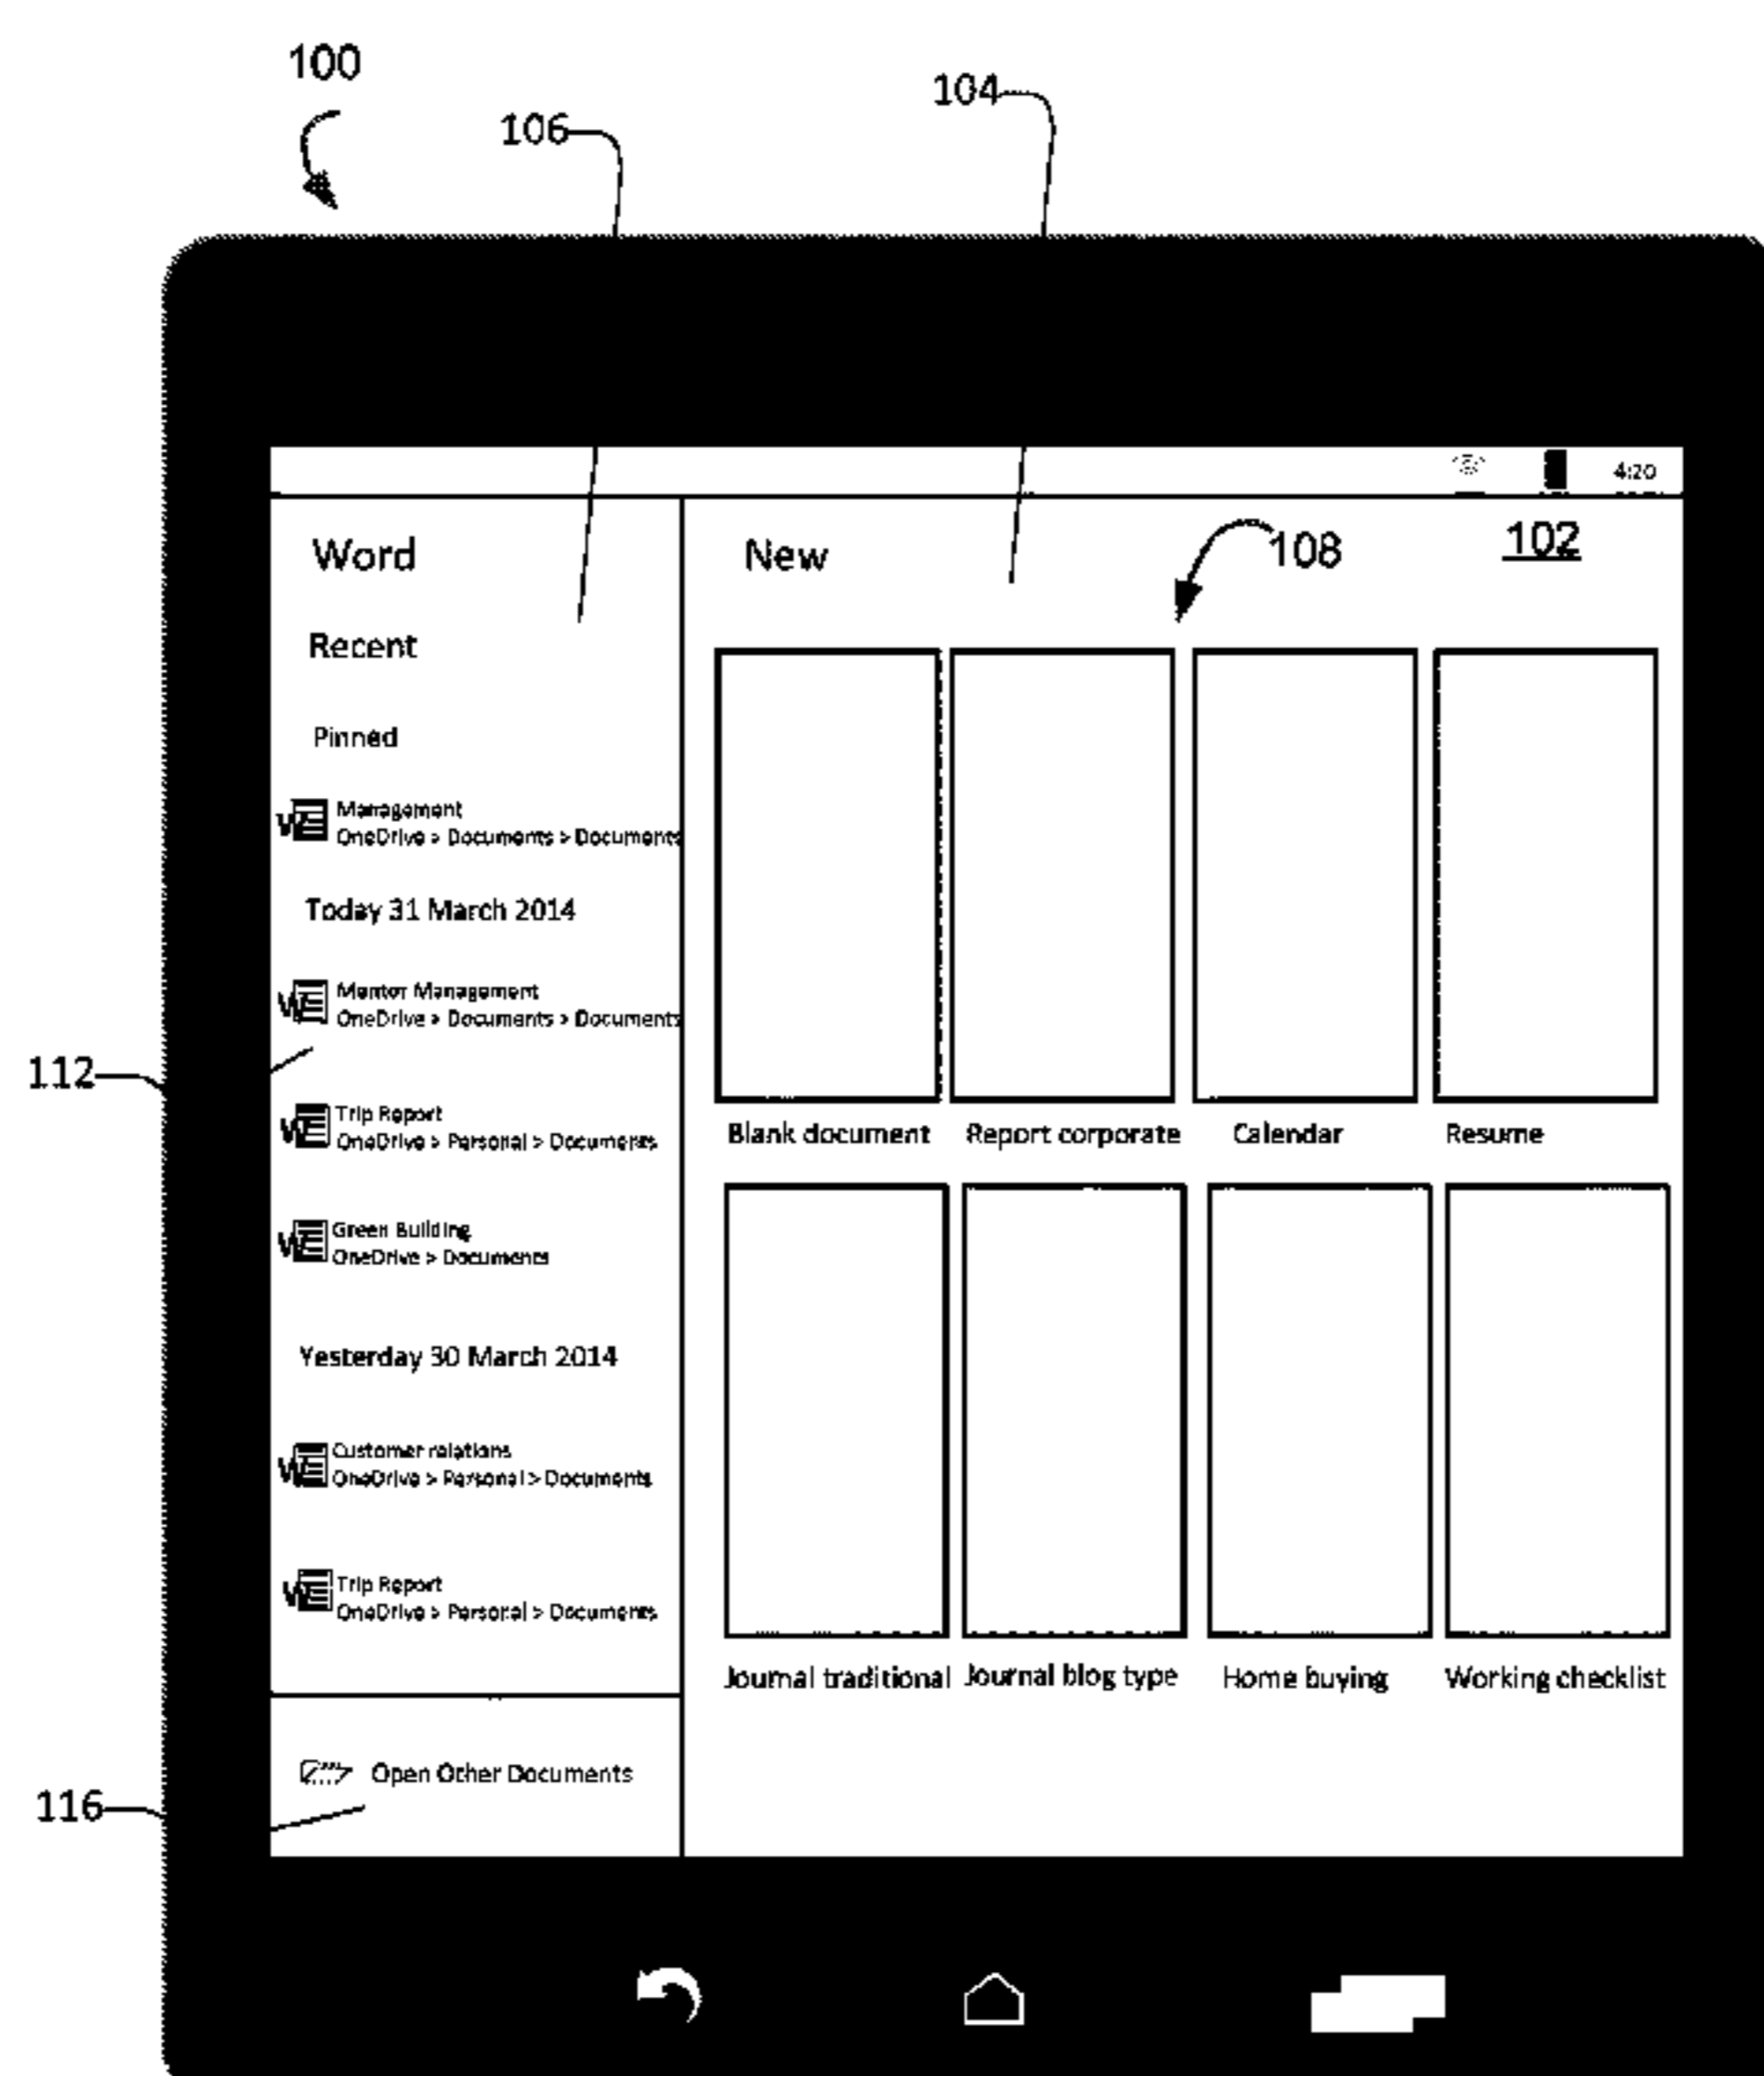 100
104
106
4:20
Word
New
108
102
Recent
Pinned
Management
OneDrive > Documents > Documents
Today 31 March 2014
Mentor Management
OneDrive > Documents > Documents
112
Trip Report
OneDrive > Personal > Documents
Blank document
Report corporate
Calendar
Resume
Green Building
OneDrive > Documents
Yesterday 30 March 2014
Customer relations
OneDrive > Personal > Documents
Trip Report
OneDrive > Personal > Documents
Journal traditional
Journal blog type
Home buying
Working checklist
Open Other Documents
116